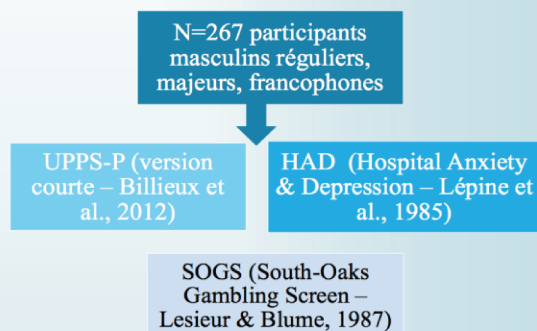 N=267 participants
masculins réguliers,
majeurs, francophones
UPPS-P (version
courte – Billieux et
al., 2012)
HAD (Hospital Anxiety
& Depression – Lépine et
al., 1985)
SOGS (South-Oaks
Gambling Screen –
Lesieur & Blume, 1987)